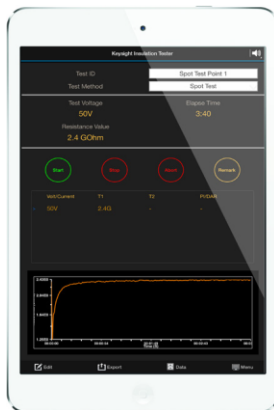 Keysight Insulation Tester
Test ID Spot Test Point 1
Test Method Spot Test
Test Voltage Elapse Time
50V 3:40
Resistance Value
2.4 GOhm
Start Stop Abort Remark
Volt/Current T1 T2 PI/DAR
- 50V 2.4G - -
Edit Export Data Menu